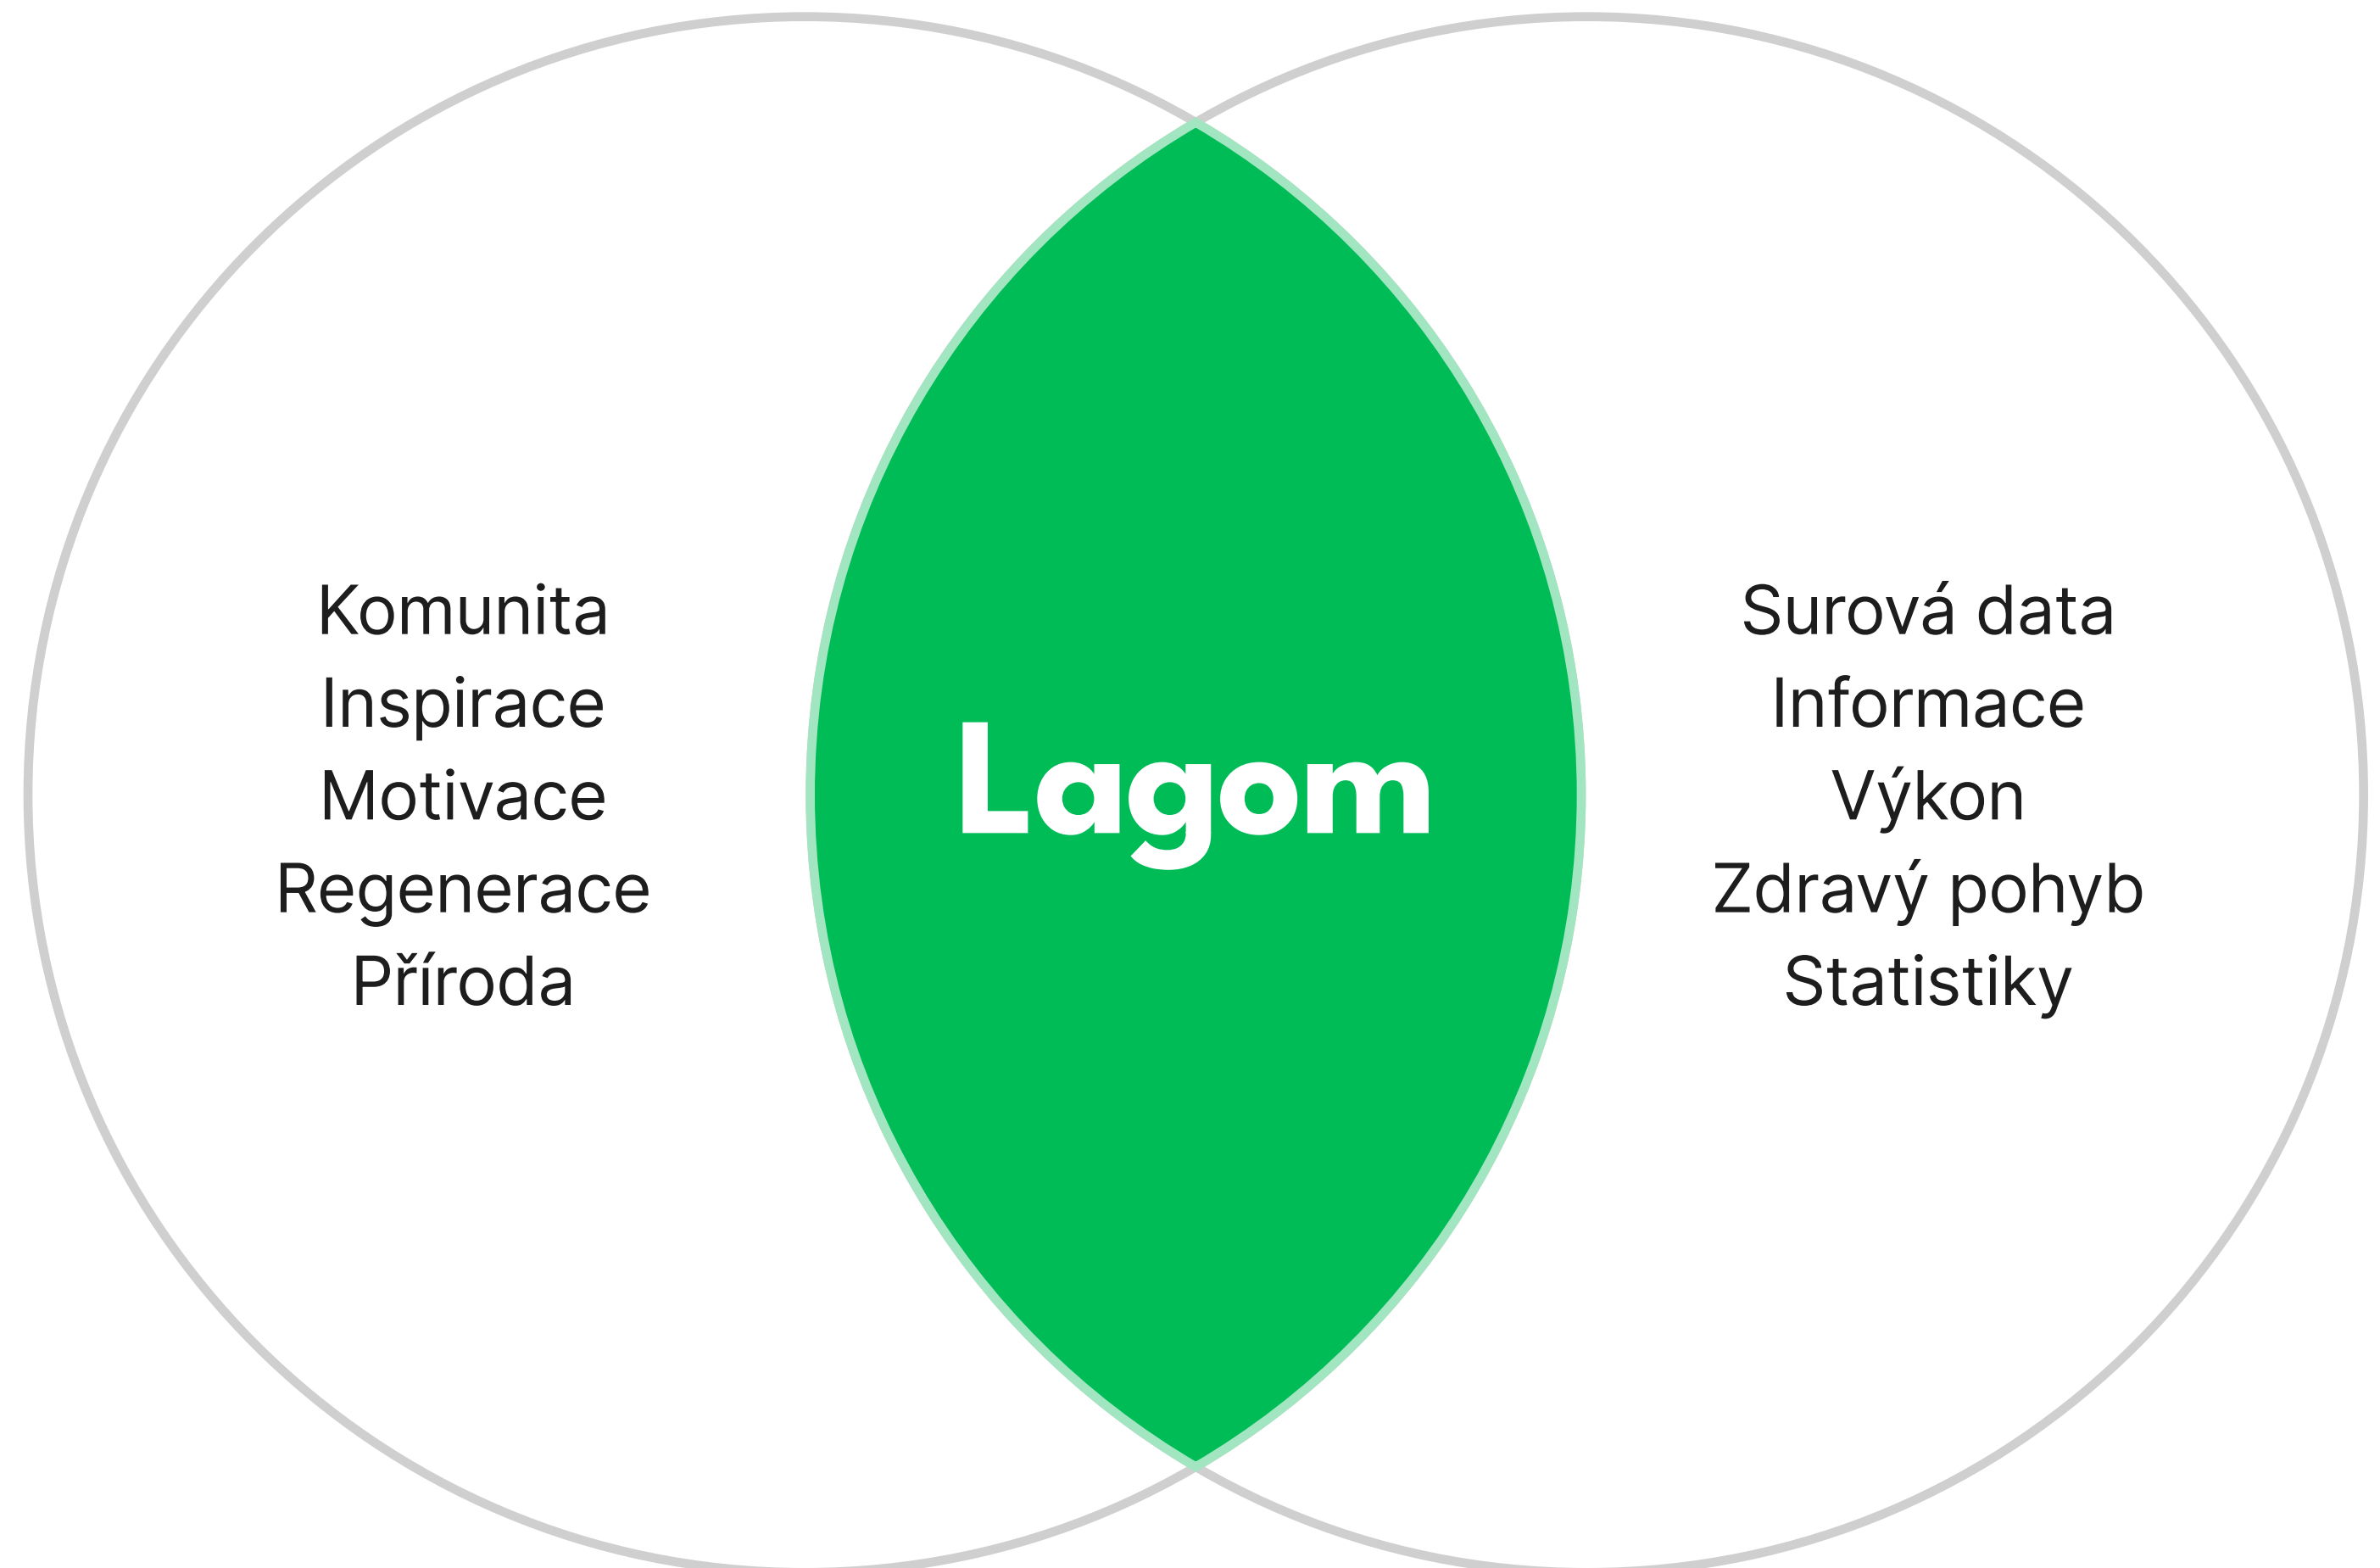 Komunita
Inspirace
Motivace
Regenerace
Příroda
Lagom
Surová data
Informace
Výkon
Zdravý pohyb
Statistiky